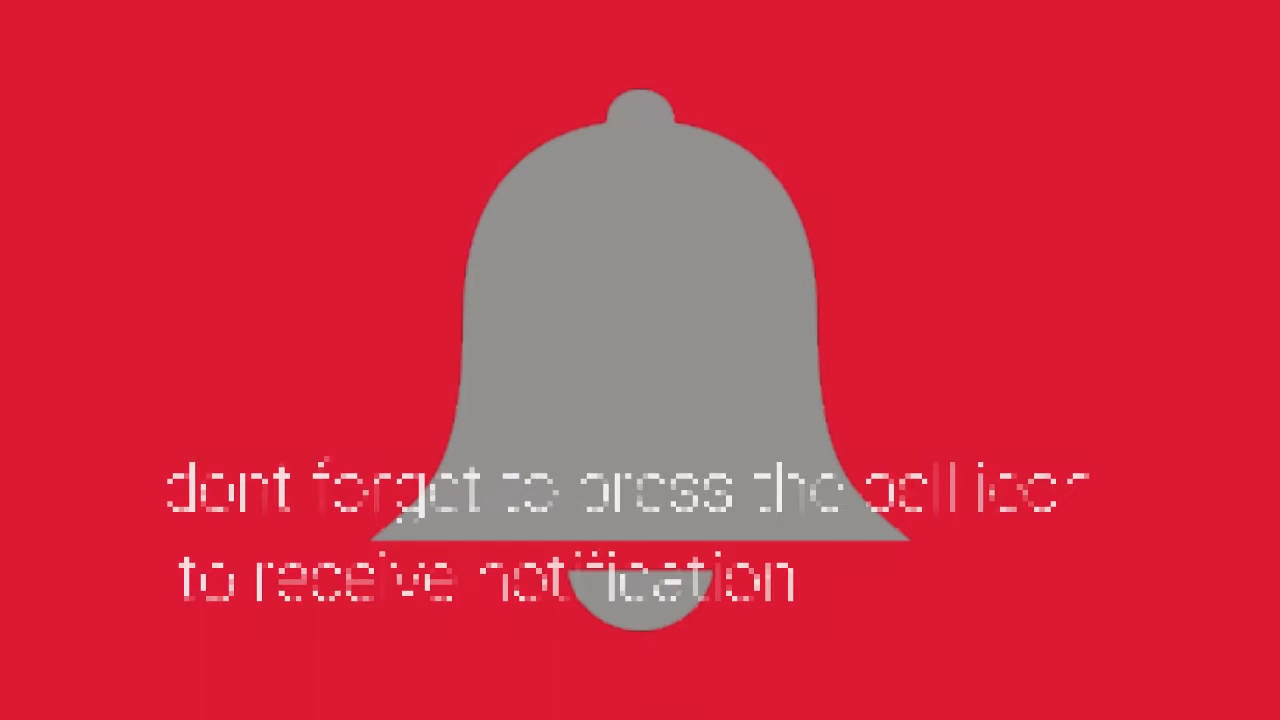 dont forget to press the bell icon
to receive notification